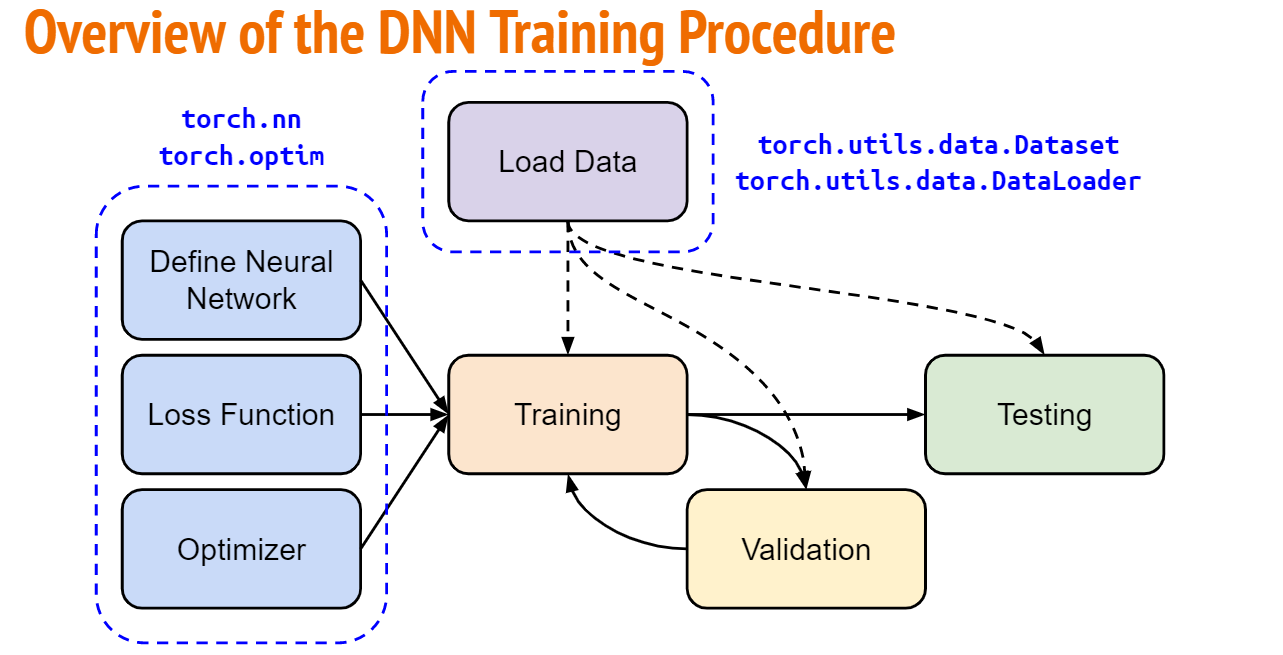 Overview of the DNN Training Procedure
torch.nn
torch.optim
Load Data
torch.utils.data.Dataset
torch.utils.data.DataLoader
Define Neural
Network
Loss Function
Training
Testing
Optimizer
Validation